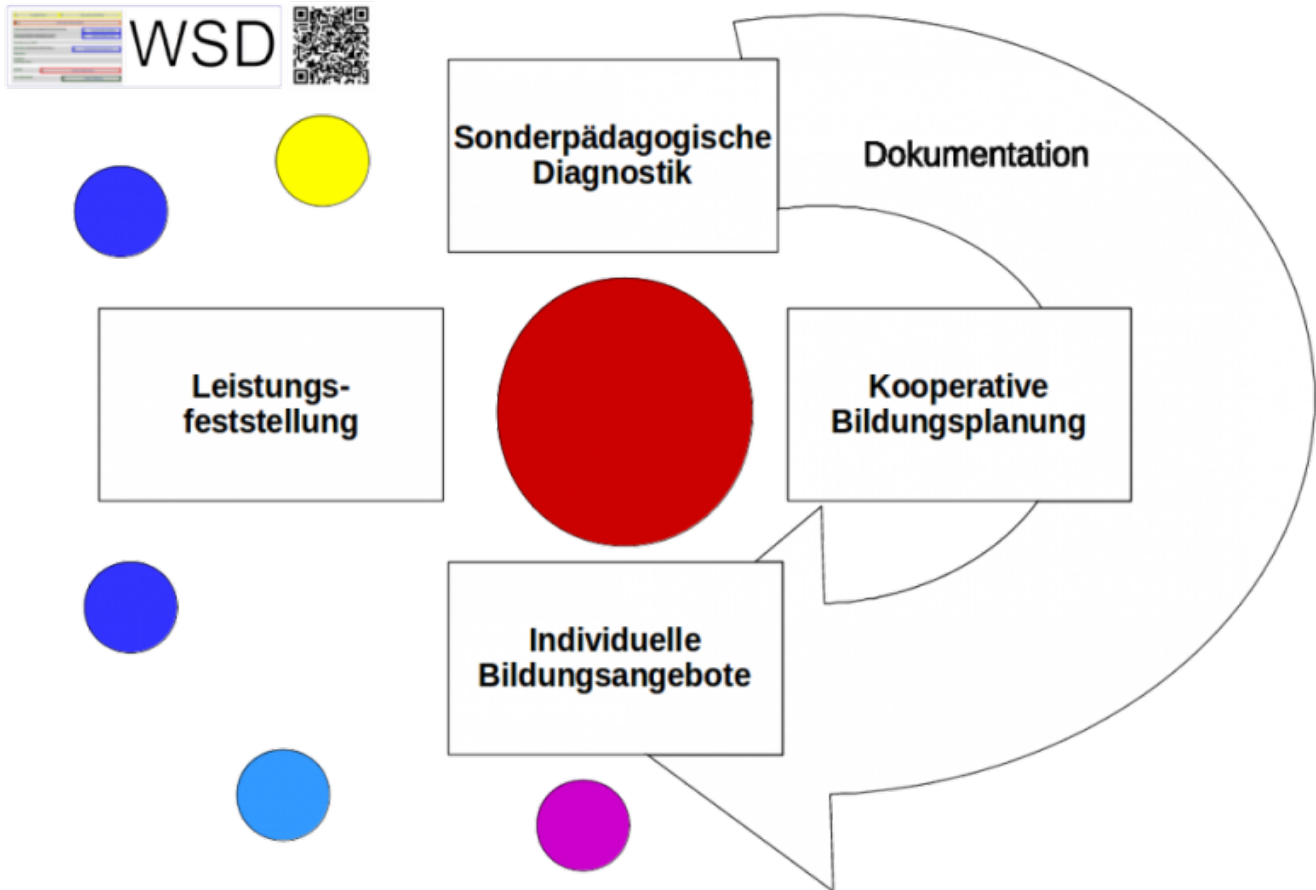 WSD
Sonderpädagogische
Diagnostik
Dokumentation
Leistungs-
feststellung
Kooperative
Bildungsplanung
Individuelle
Bildungsangebote